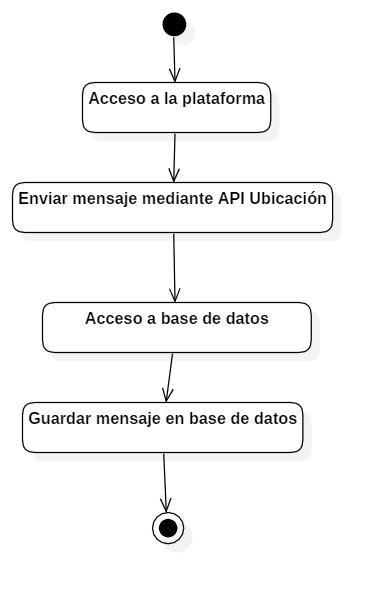 Acceso a la plataforma
Enviar mensaje mediante API Ubicación
Acceso a base de datos
Guardar mensaje en base de datos